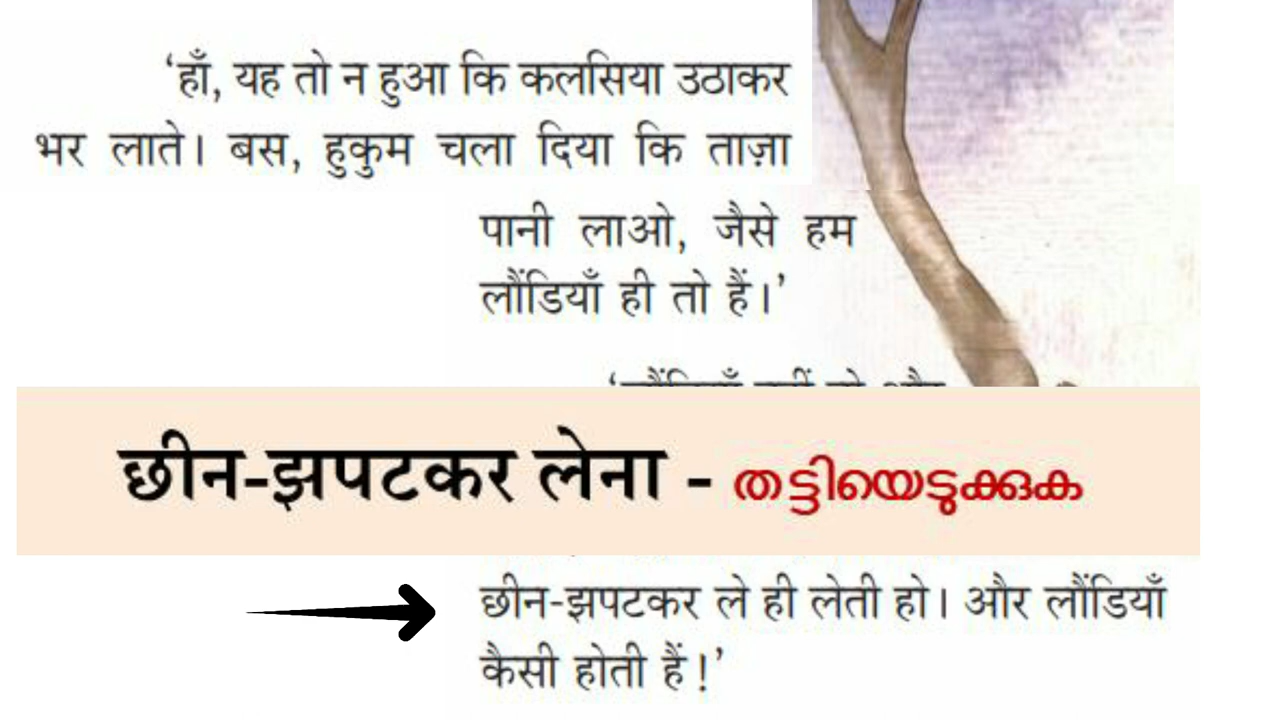 ‘हाँ, यह तो न हुआ कि कलसिया उठाकर
भर लाते। बस, हुकुम चला दिया कि ताज़ा
पानी लाओ, जैसे हम
लौंडियाँ ही तो हैं।’
छीन-झपटकर लेना - തട്ടിയെടുക്കുക
छीन-झपटकर ले ही लेती हो। और लौंडियाँ
कैसी होती हैं !’